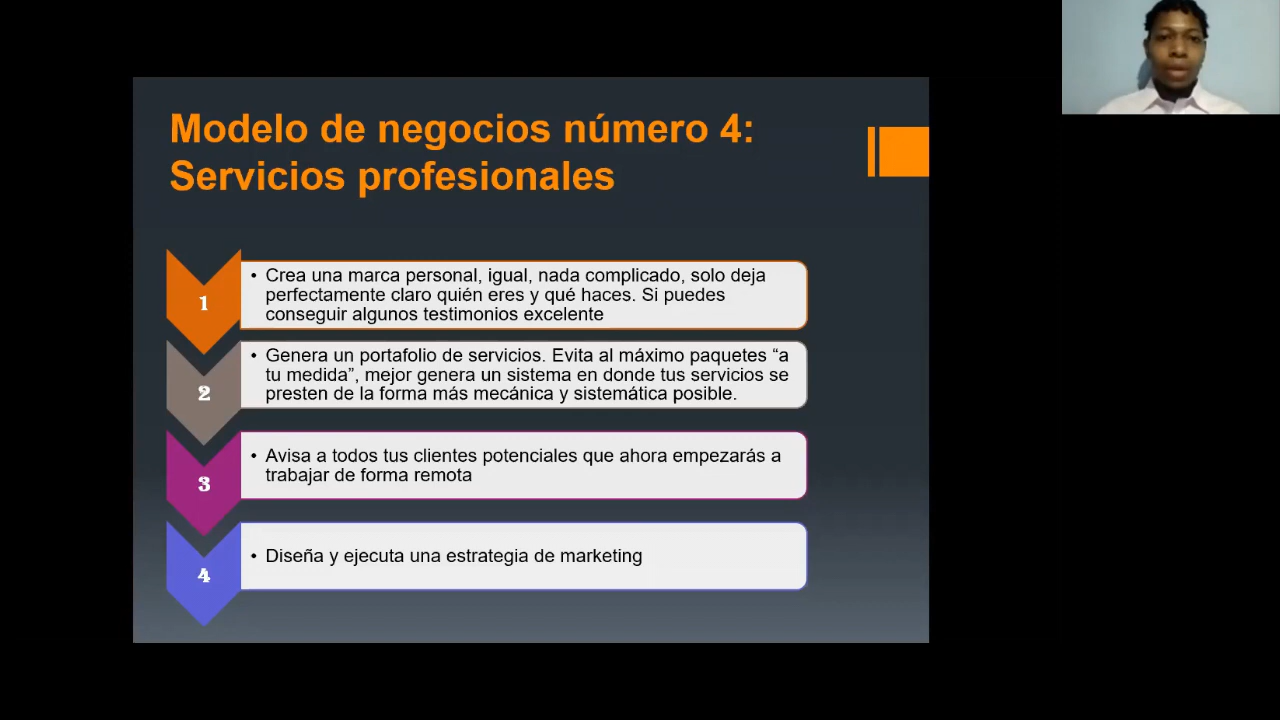 Modelo de negocios número 4:
Servicios profesionales
1
• Crea una marca personal, igual, nada complicado, solo deja
perfectamente claro quién eres y qué haces. Si puedes
conseguir algunos testimonios excelente
2
• Genera un portafolio de servicios. Evita al máximo paquetes “a
tu medida”, mejor genera un sistema en donde tus servicios se
presten de la forma más mecánica y sistemática posible.
3
• Avisa a todos tus clientes potenciales que ahora empezarás a
trabajar de forma remota
4
• Diseña y ejecuta una estrategia de marketing